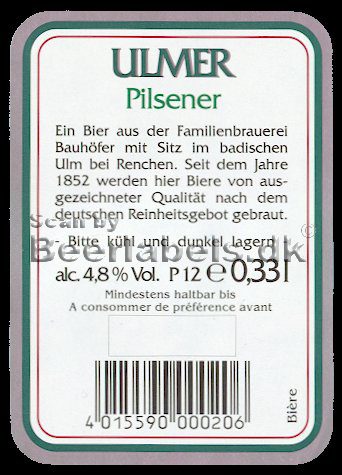 ULMER
Pilsener
Ein Bier aus der Familienbrauerei
Bauhöfer mit Sitz im badischen
Ulm bei Renchen. Seit dem Jahre
1852 werden hier Biere von aus-
gezeichneter Qualität nach dem
deutschen Reinheitsgebot gebraut.
Scan by
Beerlabels.dk
- Bitte kühl und dunkel lagern -
alc. 4,8 % Vol. P 12 ℮ 0,33 l
Mindestens haltbar bis
A consommer de préférence avant
Bière
4 015590 000206